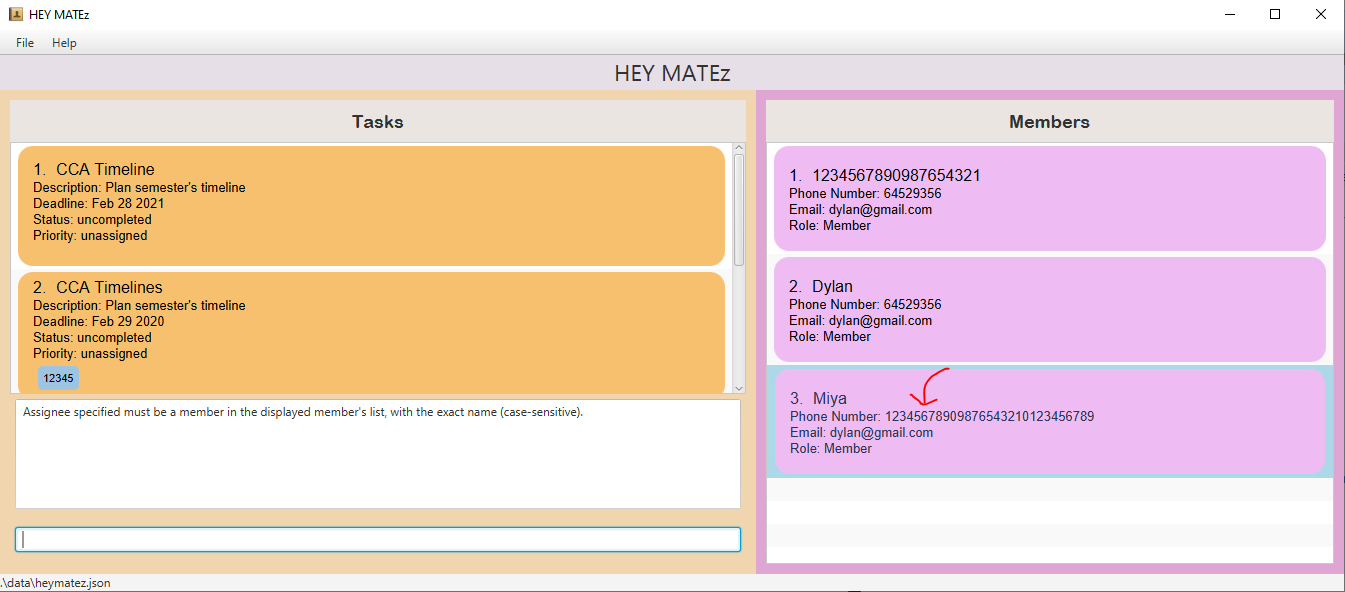 HEY MATEz
File Help
HEY MATEz
Tasks
1. CCA Timeline
Description: Plan semester's timeline
Deadline: Feb 28 2021
Status: uncompleted
Priority: unassigned
2. CCA Timelines
Description: Plan semester's timeline
Deadline: Feb 29 2020
Status: uncompleted
Priority: unassigned
12345
Assignee specified must be a member in the displayed member's list, with the exact name (case-sensitive).
Members
1. 1234567890987654321
Phone Number: 64529356
Email: dylan@gmail.com
Role: Member
2. Dylan
Phone Number: 64529356
Email: dylan@gmail.com
Role: Member
3. Miya
Phone Number: 12345678909876543210123456789
Email: dylan@gmail.com
Role: Member
.\data\heymatez.json